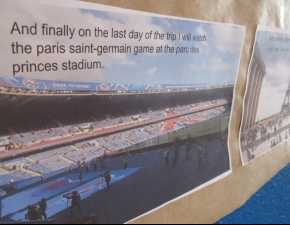 And finally on the last day of the trip I will watch
the paris saint-germain game at the parc des
princes stadium.